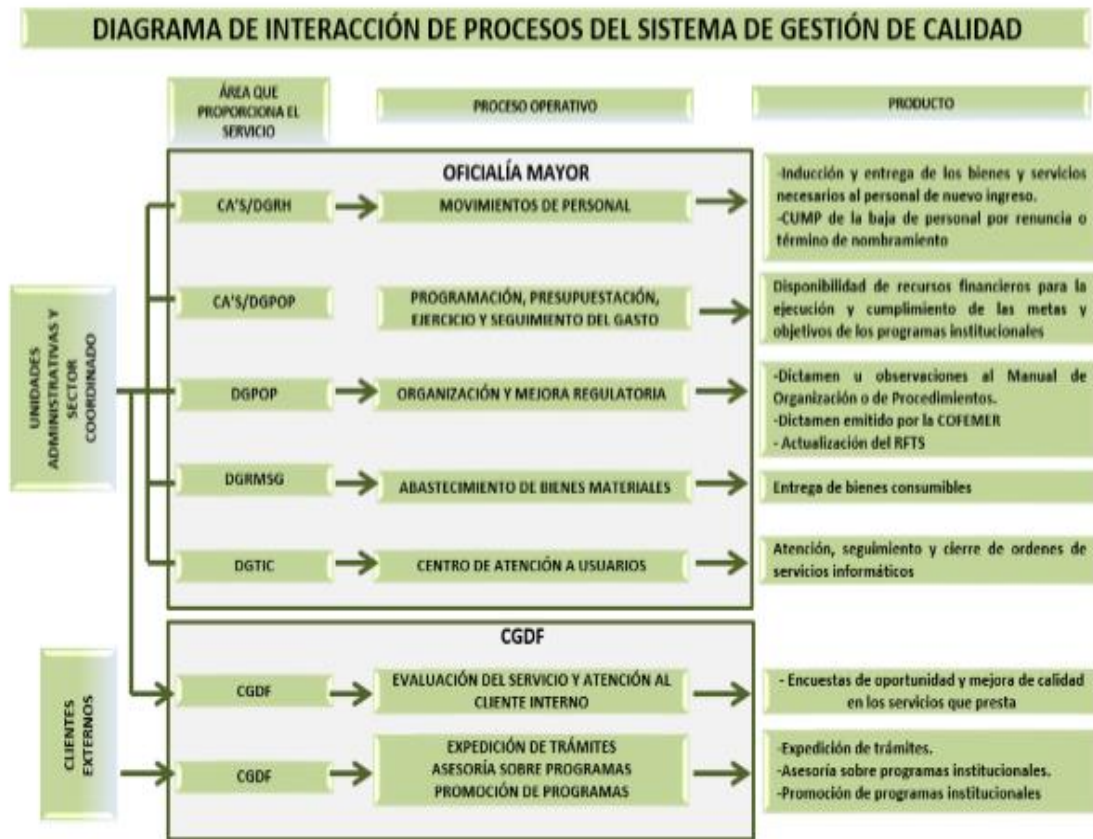 DIAGRAMA DE INTERACCIÓN DE PROCESOS DEL SISTEMA DE GESTIÓN DE CALIDAD
ÁREA QUE
PROPORCIONA EL
SERVICIO
PROCESO OPERATIVO
PRODUCTO
UNIDADES
ADMINISTRATIVAS Y
SECTOR
COORDINADO
OFICIALÍA MAYOR
CA'S/DGRH
MOVIMIENTOS DE PERSONAL
-Inducción y entrega de los bienes y servicios
necesarios al personal de nuevo ingreso.
-CUMP de la baja de personal por renuncia o
término de nombramiento
CA'S/DGPOP
PROGRAMACIÓN, PRESUPUESTACIÓN,
EJERCICIO Y SEGUIMIENTO DEL GASTO
Disponibilidad de recursos financieros para la
ejecución y cumplimiento de las metas y
objetivos de los programas institucionales
DGPOP
ORGANIZACIÓN Y MEJORA REGULATORIA
-Dictamen u observaciones al Manual de
Organización o de Procedimientos.
-Dictamen emitido por la COFEMER
- Actualización del RFTS
DGRMSG
ABASTECIMIENTO DE BIENES MATERIALES
Entrega de bienes consumibles
DGTIC
CENTRO DE ATENCIÓN A USUARIOS
Atención, seguimiento y cierre de ordenes de
servicios informáticos
CLIENTES
EXTERNOS
CGDF
CGDF
EVALUACIÓN DEL SERVICIO Y ATENCIÓN AL
CLIENTE INTERNO
- Encuestas de oportunidad y mejora de calidad
en los servicios que presta
CGDF
EXPEDICIÓN DE TRÁMITES
ASESORÍA SOBRE PROGRAMAS
PROMOCIÓN DE PROGRAMAS
-Expedición de trámites.
-Asesoría sobre programas institucionales.
-Promoción de programas institucionales